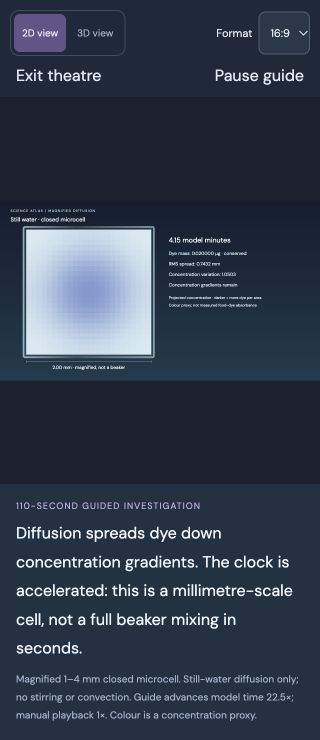 2D view 3D view Format 16:9
Exit theatre Pause guide
SCIENCE ATLAS | MAGNIFIED DIFFUSION
Still water · closed microcell
4.15 model minutes
Dye mass: 0.020000 µg · conserved
RMS spread: 0.7432 mm
Concentration variation: 1.0503
Concentration gradients remain
Projected concentration · darker = more dye per area
Colour proxy; not measured food-dye absorbance
2.00 mm · magnified, not a beaker
110-SECOND GUIDED INVESTIGATION
Diffusion spreads dye down
concentration gradients. The clock is
accelerated: this is a millimetre-scale
cell, not a full beaker mixing in
seconds.
Magnified 1–4 mm closed microcell. Still-water diffusion only;
no stirring or convection. Guide advances model time 22.5×;
manual playback 1×. Colour is a concentration proxy.